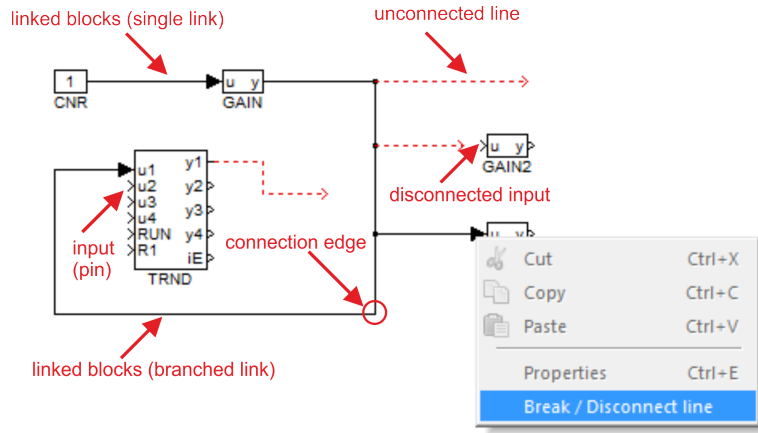 linked blocks (single link)
unconnected line
1
CNR
u y
GAIN
u1 y1
u2 y2
u3 y3
u4 y4
RUN
R1 iE
TRND
u y
GAIN2
disconnected input
input
(pin)
connection edge
u y
linked blocks (branched link)
Cut Ctrl+X
Copy Ctrl+C
Paste Ctrl+V
Properties Ctrl+E
Break / Disconnect line